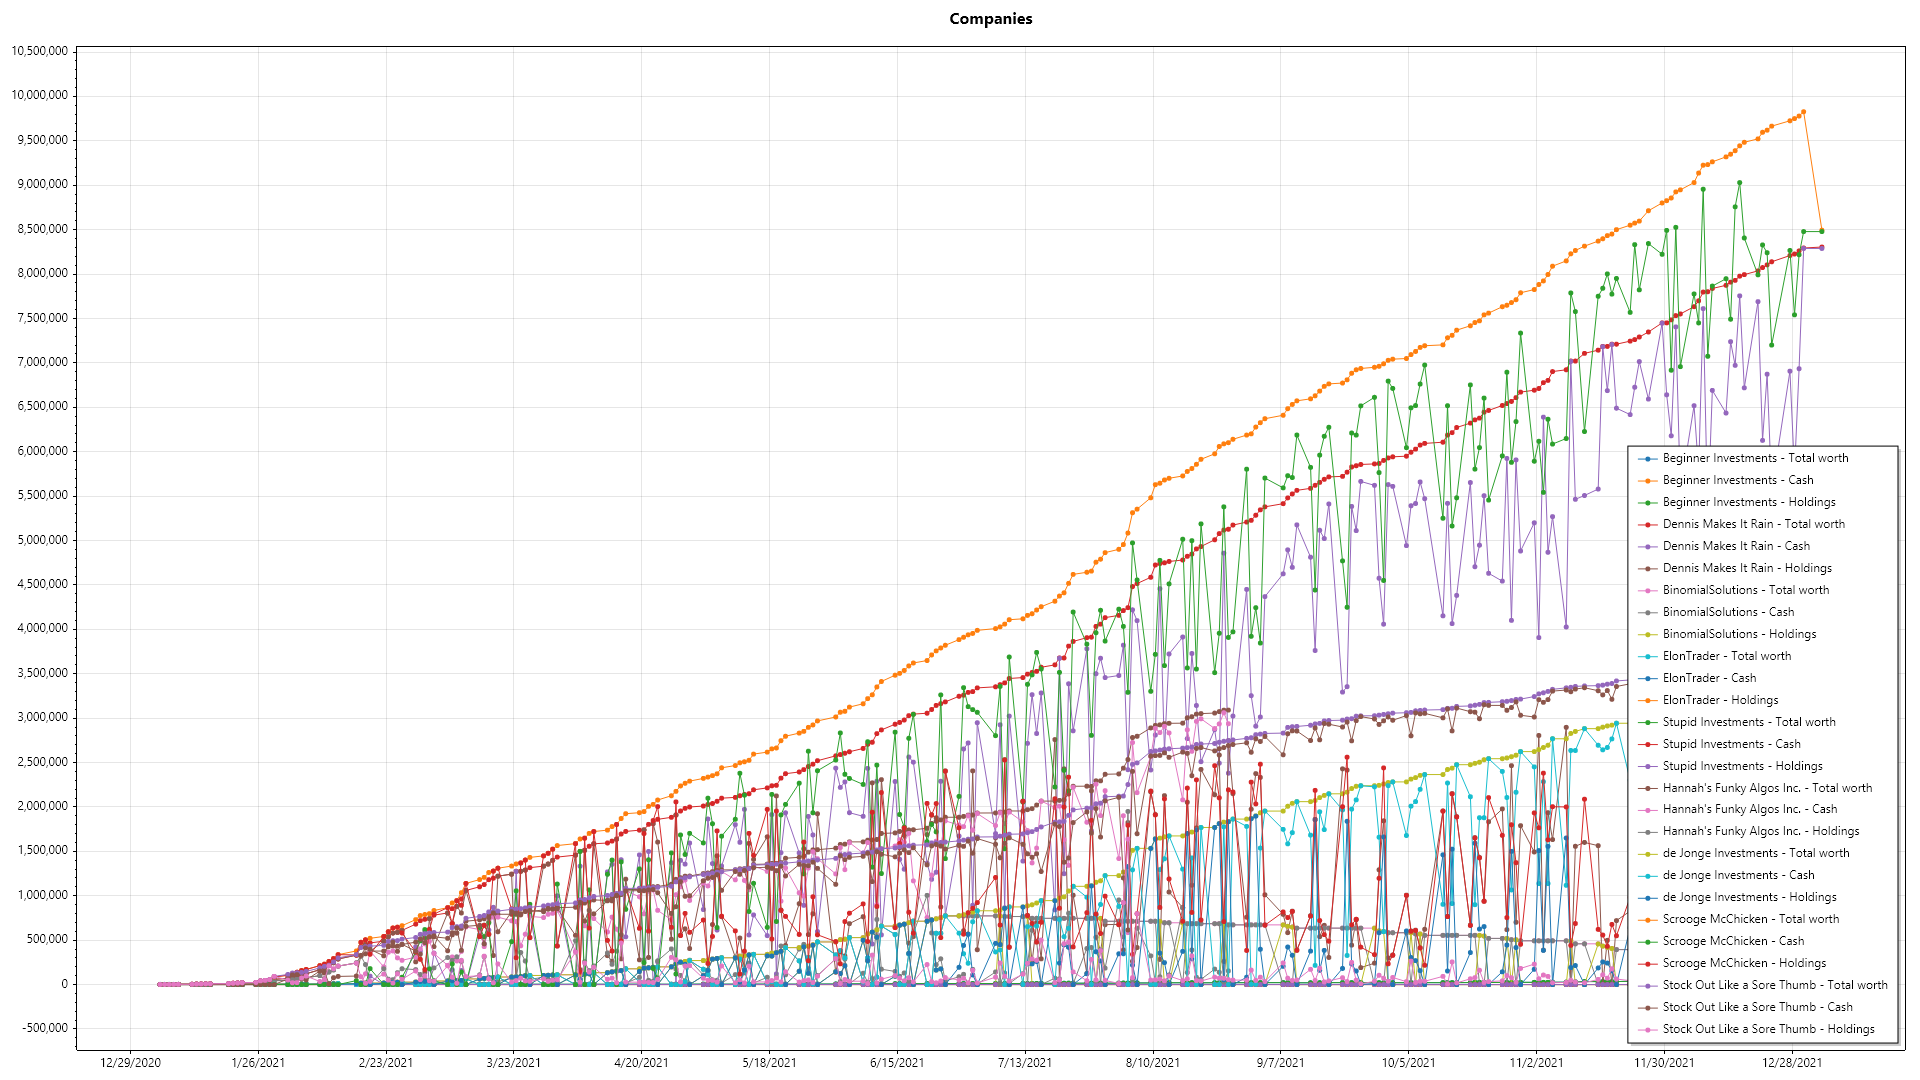 Companies
10,500,000
10,000,000
9,500,000
9,000,000
8,500,000
8,000,000
7,500,000
7,000,000
6,500,000
6,000,000
5,500,000
5,000,000
4,500,000
4,000,000
3,500,000
3,000,000
2,500,000
2,000,000
1,500,000
1,000,000
500,000
0
-500,000
12/29/2020
1/26/2021
2/23/2021
3/23/2021
4/20/2021
5/18/2021
6/15/2021
7/13/2021
8/10/2021
9/7/2021
10/5/2021
11/2/2021
11/30/2021
12/28/2021
Beginner Investments - Total worth
Beginner Investments - Cash
Beginner Investments - Holdings
Dennis Makes It Rain - Total worth
Dennis Makes It Rain - Cash
Dennis Makes It Rain - Holdings
BinomialSolutions - Total worth
BinomialSolutions - Cash
BinomialSolutions - Holdings
ElonTrader - Total worth
ElonTrader - Cash
ElonTrader - Holdings
Stupid Investments - Total worth
Stupid Investments - Cash
Stupid Investments - Holdings
Hannah's Funky Algos Inc. - Total worth
Hannah's Funky Algos Inc. - Cash
Hannah's Funky Algos Inc. - Holdings
de Jonge Investments - Total worth
de Jonge Investments - Cash
de Jonge Investments - Holdings
Scrooge McChicken - Total worth
Scrooge McChicken - Cash
Scrooge McChicken - Holdings
Stock Out Like a Sore Thumb - Total worth
Stock Out Like a Sore Thumb - Cash
Stock Out Like a Sore Thumb - Holdings